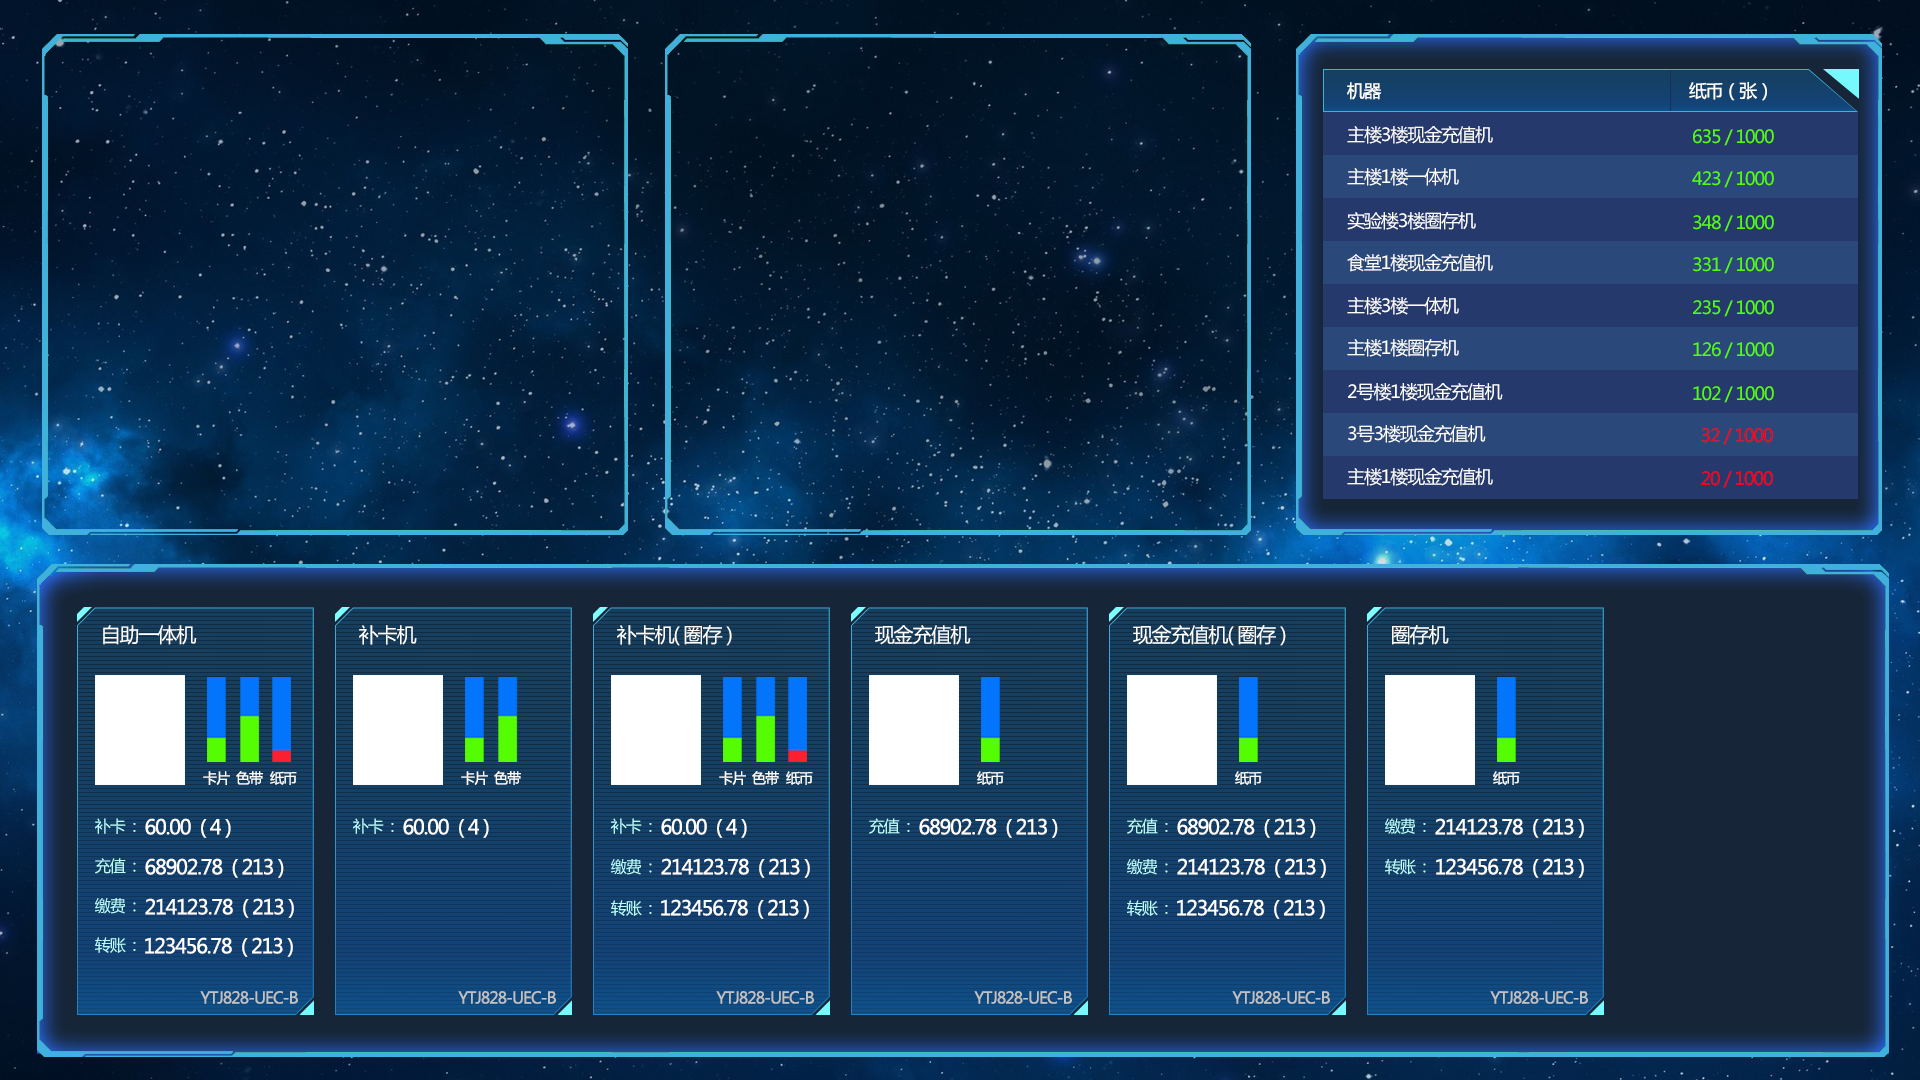 机器 纸币 ( 张 )
主楼3楼现金充值机 635 / 1000
主楼1楼一体机 423 / 1000
实验楼3楼圈存机 348 / 1000
食堂1楼现金充值机 331 / 1000
主楼3楼一体机 235 / 1000
主楼1楼圈存机 126 / 1000
2号楼1楼现金充值机 102 / 1000
3号3楼现金充值机 32 / 1000
主楼1楼现金充值机 20 / 1000
自助一体机
卡片 色带 纸币
补卡： 60.00 ( 4 )
充值： 68902.78 ( 213 )
缴费： 214123.78 ( 213 )
转账： 123456.78 ( 213 )
YTJ828-UEC-B
补卡机
卡片 色带
补卡： 60.00 ( 4 )
YTJ828-UEC-B
补卡机( 圈存 )
卡片 色带 纸币
补卡： 60.00 ( 4 )
缴费： 214123.78 ( 213 )
转账： 123456.78 ( 213 )
YTJ828-UEC-B
现金充值机
纸币
充值： 68902.78 ( 213 )
YTJ828-UEC-B
现金充值机( 圈存 )
纸币
充值： 68902.78 ( 213 )
缴费： 214123.78 ( 213 )
转账： 123456.78 ( 213 )
YTJ828-UEC-B
圈存机
纸币
缴费： 214123.78 ( 213 )
转账： 123456.78 ( 213 )
YTJ828-UEC-B